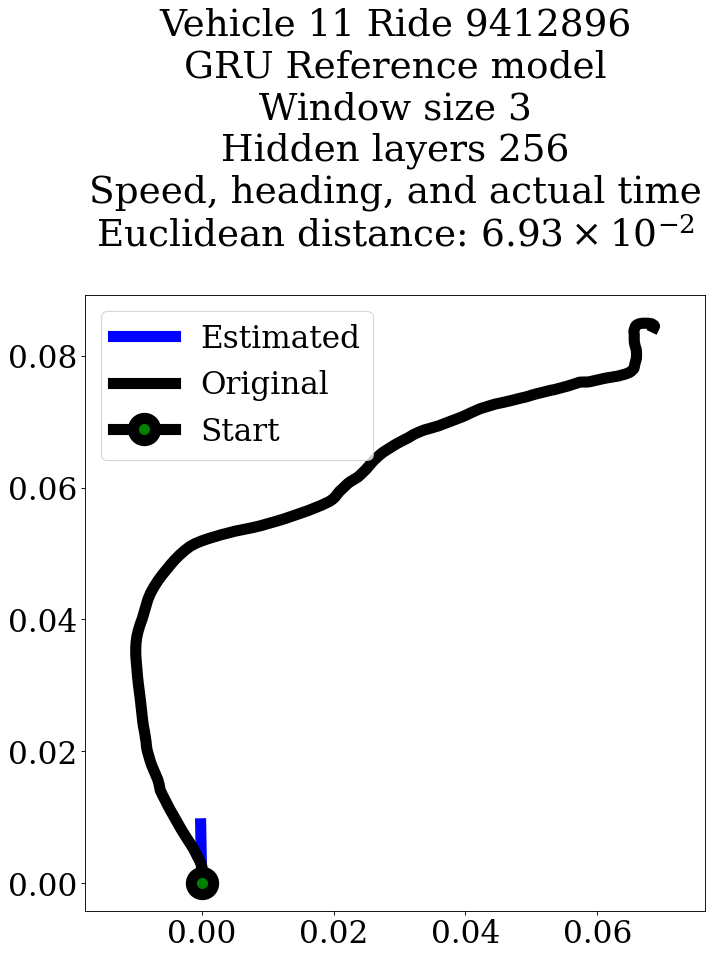 Vehicle 11 Ride 9412896
GRU Reference model
Window size 3
Hidden layers 256
Speed, heading, and actual time
Euclidean distance: 6.93 × 10⁻²
Estimated
Original
Start
0.08
0.06
0.04
0.02
0.00
0.00 0.02 0.04 0.06